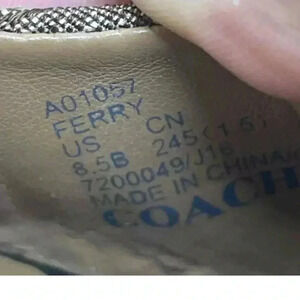 A01057
FERRY
US CN
8.5B 245(1.5)
7200049/J16
MADE IN CHINA
COACH